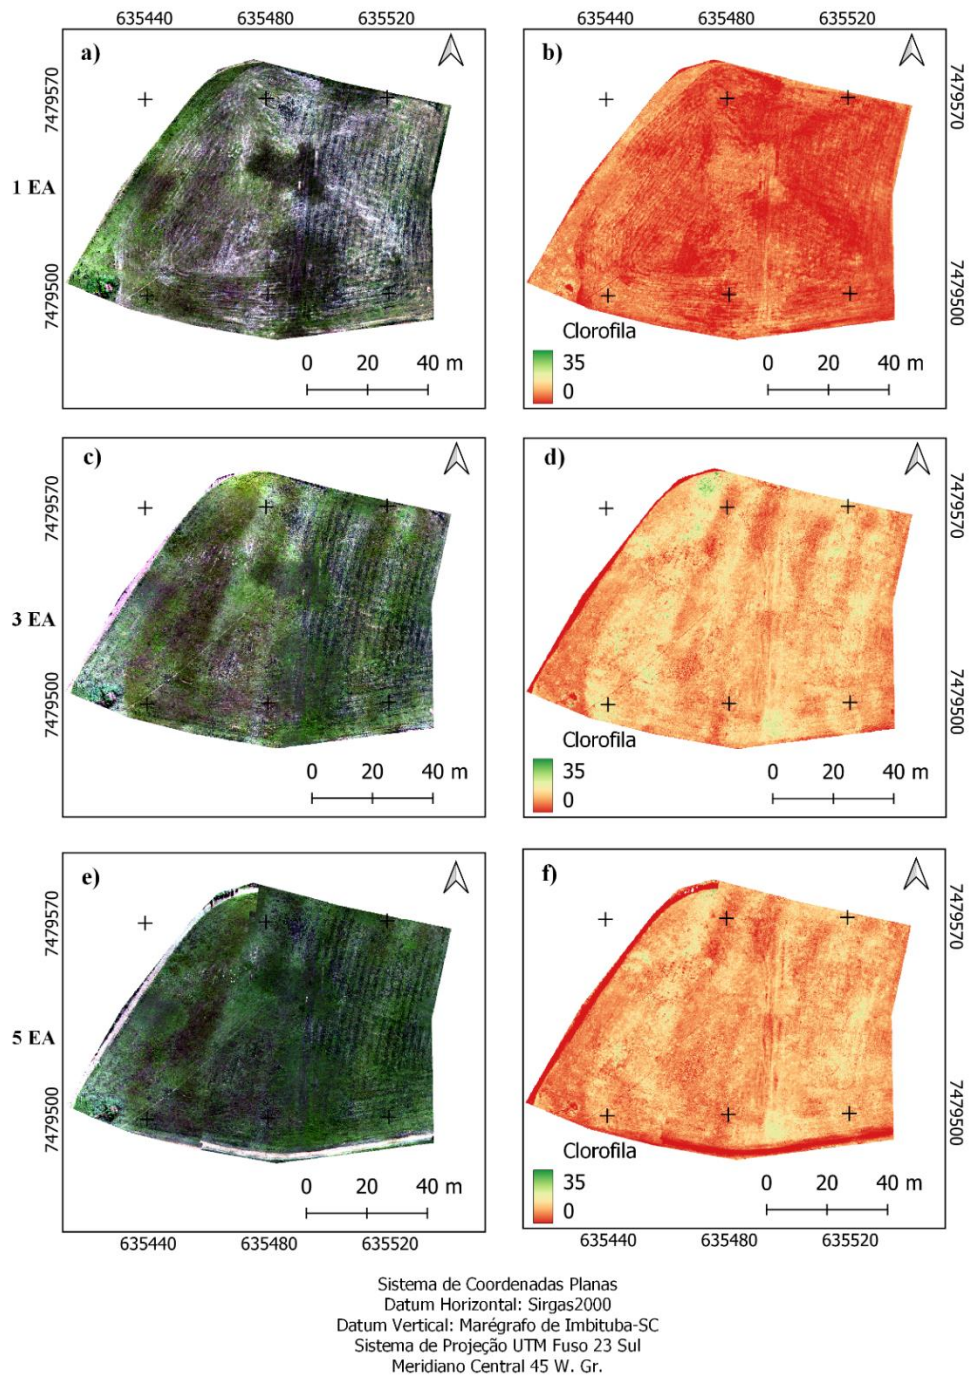 635440 635480 635520 635440 635480 635520
a)
b)
7479570
7479570
1 EA
7479500
7479500
Clorofila
35
0
0 20 40 m
0 20 40 m
c)
d)
7479570
7479570
3 EA
7479500
7479500
Clorofila
35
0
0 20 40 m
0 20 40 m
e)
f)
7479570
7479570
5 EA
7479500
7479500
Clorofila
35
0
0 20 40 m
0 20 40 m
635440 635480 635520 635440 635480 635520
Sistema de Coordenadas Planas
Datum Horizontal: Sirgas2000
Datum Vertical: Marégrafo de Imbituba-SC
Sistema de Projeção UTM Fuso 23 Sul
Meridiano Central 45 W. Gr.